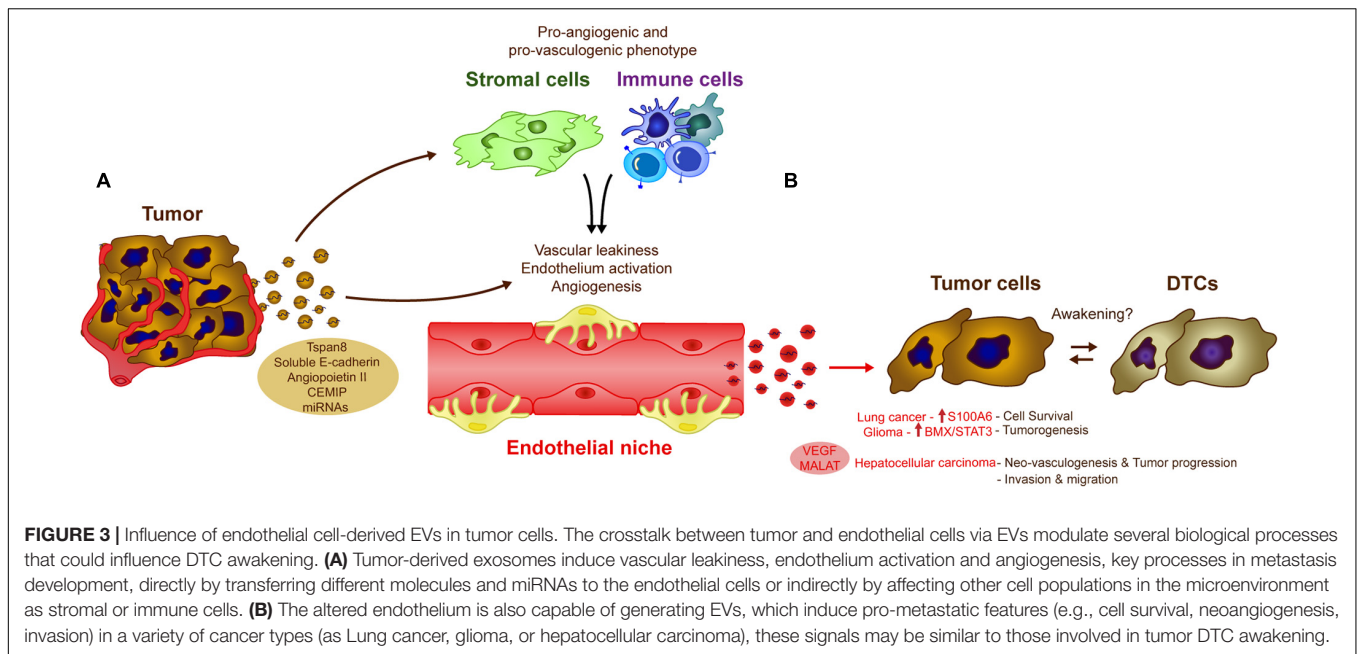 Pro-angiogenic and
pro-vasculogenic phenotype
Stromal cells
Immune cells
A
B
Tumor
Vascular leakiness
Endothelium activation
Angiogenesis
Tspan8
Soluble E-cadherin
Angiopoietin II
CEMIP
miRNAs
Endothelial niche
Tumor cells
DTCs
Awakening?
Lung cancer - ↑S100A6 - Cell Survival
Glioma - ↑BMX/STAT3 - Tumorogenesis
VEGF
MALAT
Hepatocellular carcinoma - Neo-vasculogenesis & Tumor progression
- Invasion & migration
FIGURE 3 | Influence of endothelial cell-derived EVs in tumor cells. The crosstalk between tumor and endothelial cells via EVs modulate several biological processes
that could influence DTC awakening. (A) Tumor-derived exosomes induce vascular leakiness, endothelium activation and angiogenesis, key processes in metastasis
development, directly by transferring different molecules and miRNAs to the endothelial cells or indirectly by affecting other cell populations in the microenvironment
as stromal or immune cells. (B) The altered endothelium is also capable of generating EVs, which induce pro-metastatic features (e.g., cell survival, neoangiogenesis,
invasion) in a variety of cancer types (as Lung cancer, glioma, or hepatocellular carcinoma), these signals may be similar to those involved in tumor DTC awakening.